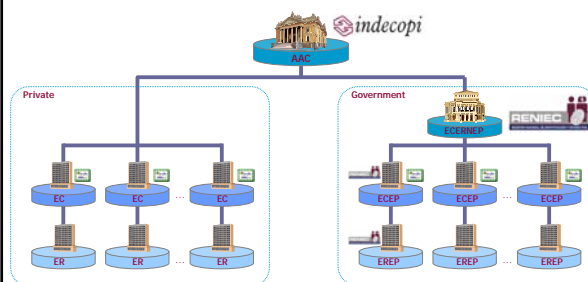 indecopi
AAC
Private
Government
RENIEC
ECERNEP
EC
EC
...
EC
ECEP
ECEP
...
ECEP
ER
ER
...
ER
EREP
EREP
...
EREP